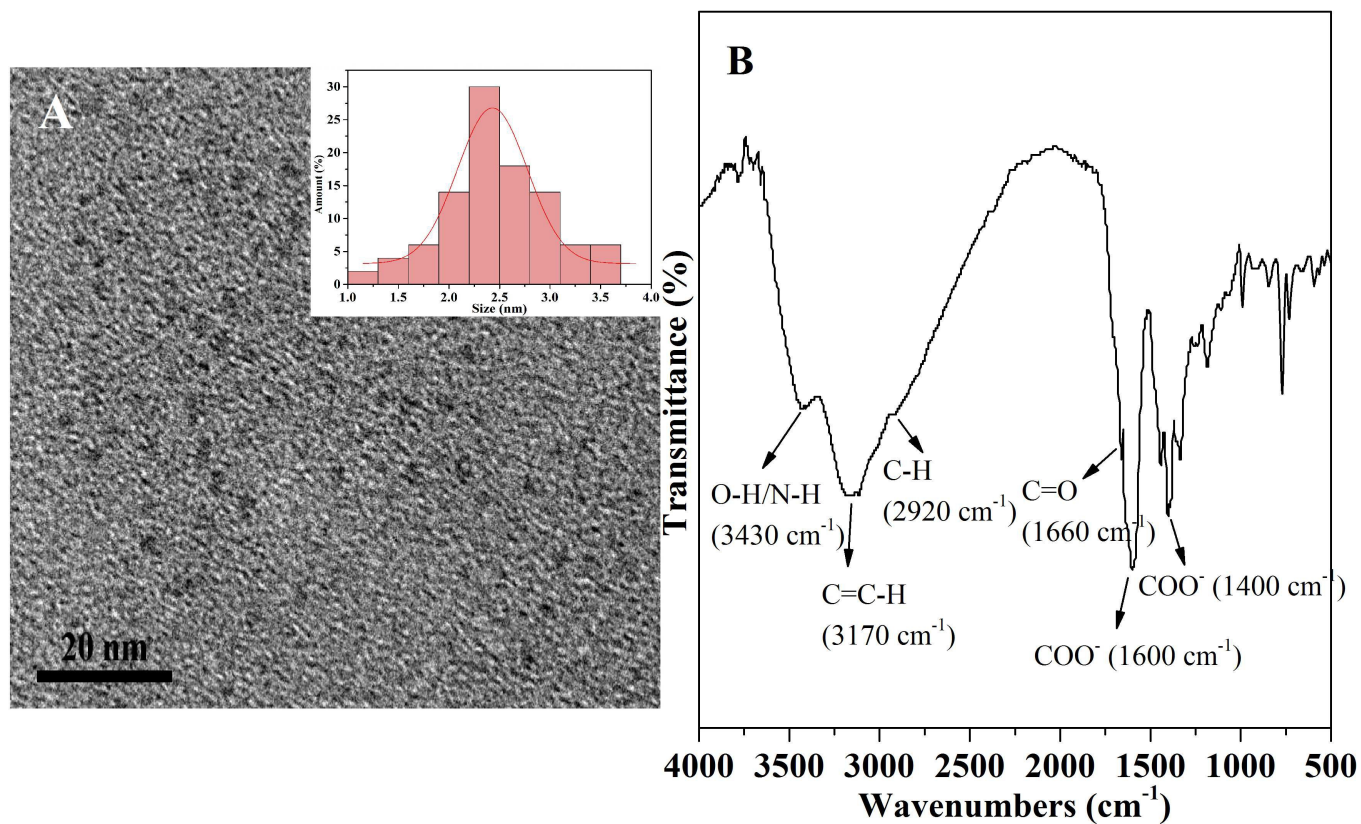 A
30
25
20
15
10
5
0
Amount (%)
1.0 1.5 2.0 2.5 3.0 3.5 4.0
Size (nm)
20 nm
B
Transmittance (%)
O-H/N-H
(3430 cm⁻¹)
C=C-H
(3170 cm⁻¹)
C-H
(2920 cm⁻¹)
C=O
(1660 cm⁻¹)
COO⁻ (1400 cm⁻¹)
COO⁻ (1600 cm⁻¹)
4000 3500 3000 2500 2000 1500 1000 500
Wavenumbers (cm⁻¹)